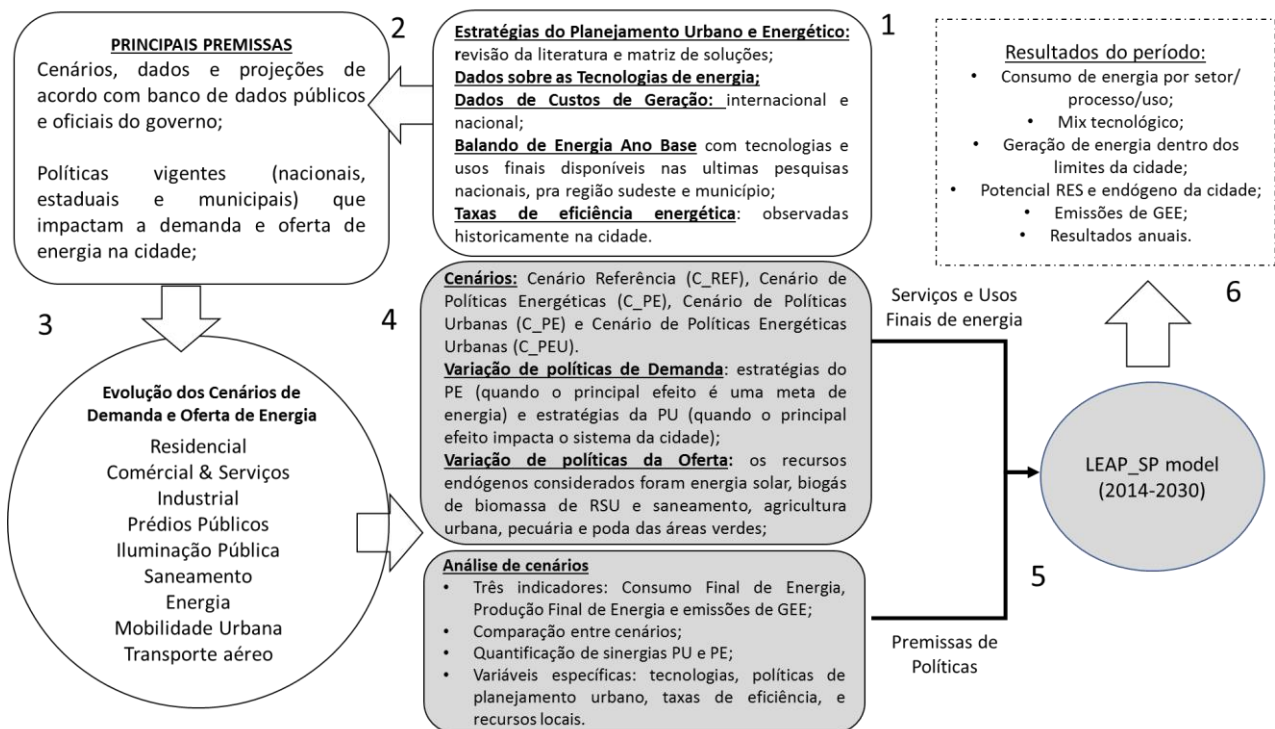 1
Estratégias do Planejamento Urbano e Energético:
revisão da literatura e matriz de soluções;
Dados sobre as Tecnologias de energia;
Dados de Custos de Geração: internacional e
nacional;
Balando de Energia Ano Base com tecnologias e
usos finais disponíveis nas ultimas pesquisas
nacionais, pra região sudeste e município;
Taxas de eficiência energética: observadas
historicamente na cidade.
2
PRINCIPAIS PREMISSAS
Cenários, dados e projeções de
acordo com banco de dados públicos
e oficiais do governo;
Políticas vigentes (nacionais,
estaduais e municipais) que
impactam a demanda e oferta de
energia na cidade;
3
Evolução dos Cenários de
Demanda e Oferta de Energia
Residencial
Comércial & Serviços
Industrial
Prédios Públicos
Iluminação Pública
Saneamento
Energia
Mobilidade Urbana
Transporte aéreo
4
Cenários: Cenário Referência (C_REF), Cenário de
Políticas Energéticas (C_PE), Cenário de Políticas
Urbanas (C_PE) e Cenário de Políticas Energéticas
Urbanas (C_PEU).
Variação de políticas de Demanda: estratégias do
PE (quando o principal efeito é uma meta de
energia) e estratégias da PU (quando o principal
efeito impacta o sistema da cidade);
Variação de políticas da Oferta: os recursos
endógenos considerados foram energia solar, biogás
de biomassa de RSU e saneamento, agricultura
urbana, pecuária e poda das áreas verdes;
Análise de cenários
• Três indicadores: Consumo Final de Energia,
Produção Final de Energia e emissões de GEE;
• Comparação entre cenários;
• Quantificação de sinergias PU e PE;
• Variáveis específicas: tecnologias, políticas de
planejamento urbano, taxas de eficiência, e
recursos locais.
Serviços e Usos
Finais de energia
5
Premissas de
Políticas
LEAP_SP model
(2014-2030)
6
Resultados do período:
• Consumo de energia por setor/
processo/uso;
• Mix tecnológico;
• Geração de energia dentro dos
limites da cidade;
• Potencial RES e endógeno da cidade;
• Emissões de GEE;
• Resultados anuais.